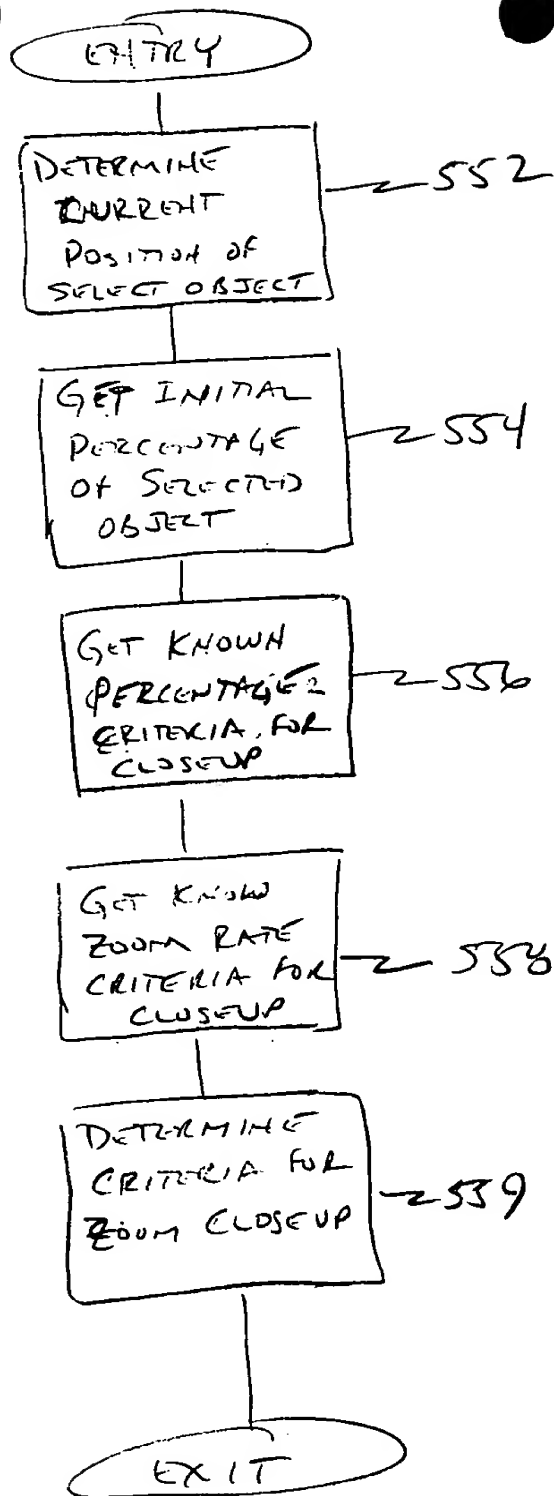 ENTRY
DETERMINE
CURRENT
POSITION OF
SELECT OBJECT
552
GET INITIAL
PERCENTAGE
OF SELECTED
OBJECT
554
GET KNOWN
PERCENTAGE
CRITERIA FOR
CLOSEUP
556
GET KNOW
ZOOM RATE
CRITERIA FOR
CLOSEUP
558
DETERMINE
CRITERIA FOR
ZOOM CLOSEUP
559
EXIT